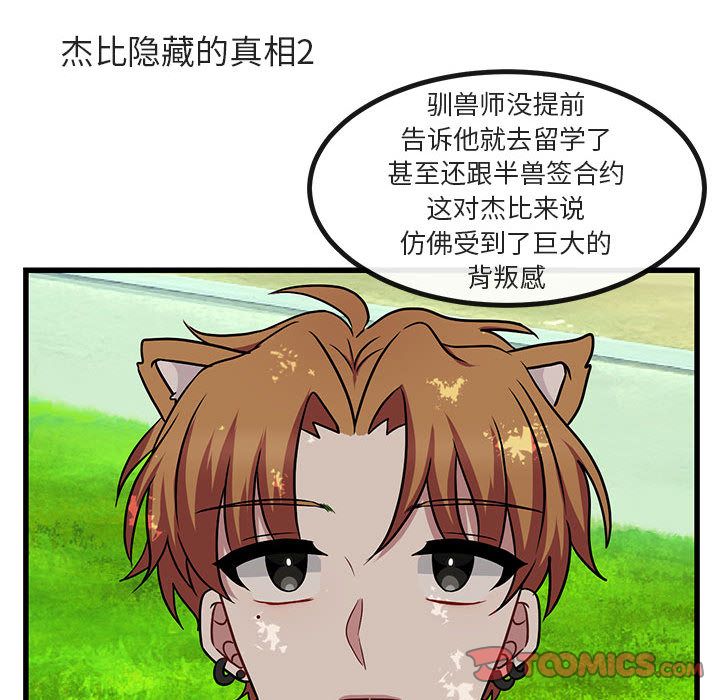 杰比隐藏的真相2
驯兽师没提前
告诉他就去留学了
甚至还跟半兽签合约
这对杰比来说
仿佛受到了巨大的
背叛感
TOOMICS.COM